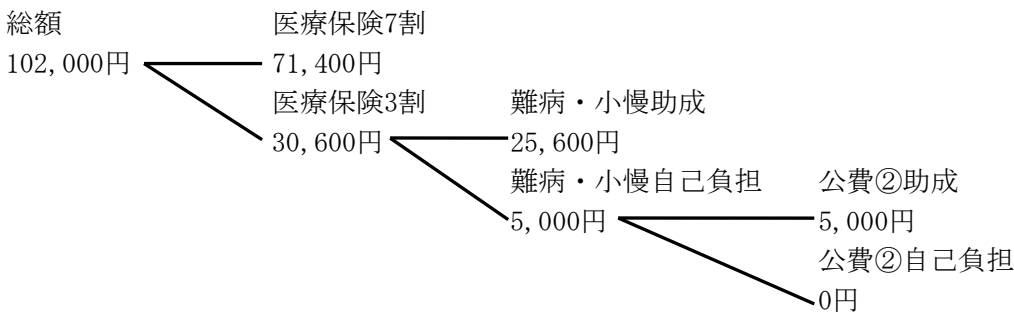 総額　医療保険7割
102,000円　71,400円
医療保険3割　難病・小慢助成
30,600円　25,600円
難病・小慢自己負担　公費②助成
5,000円　5,000円
公費②自己負担
0円